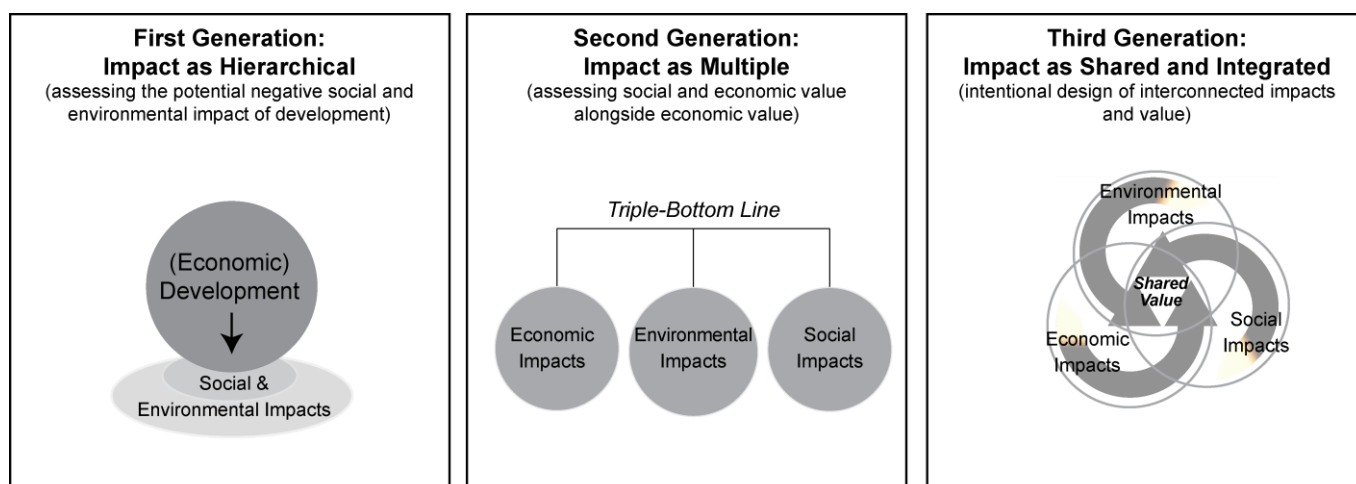 First Generation:
Impact as Hierarchical
(assessing the potential negative social and
environmental impact of development)
(Economic)
Development
Social &
Environmental Impacts
Second Generation:
Impact as Multiple
(assessing social and economic value
alongside economic value)
Triple-Bottom Line
Economic
Impacts
Environmental
Impacts
Social
Impacts
Third Generation:
Impact as Shared and Integrated
(intentional design of interconnected impacts
and value)
Environmental
Impacts
Shared
Value
Economic
Impacts
Social
Impacts